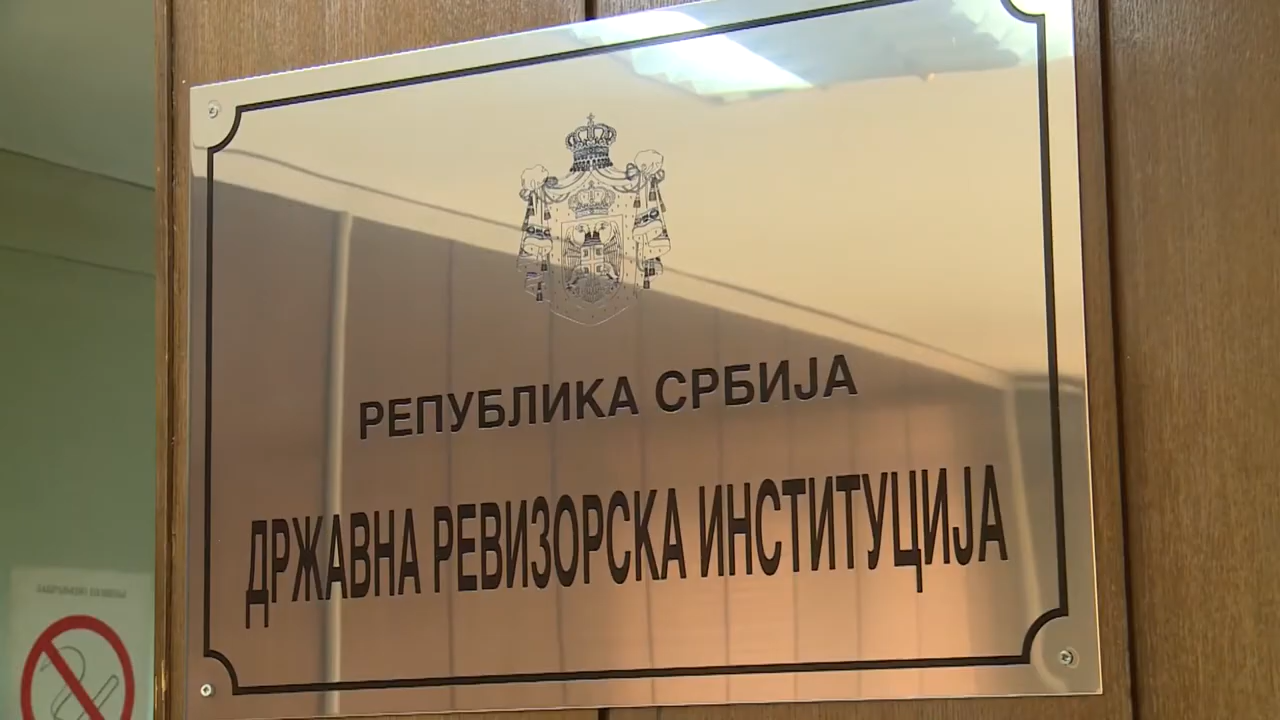 РЕПУБЛИКА СРБИЈА
ДРЖАВНА РЕВИЗОРСКА ИНСТИТУЦИЈА